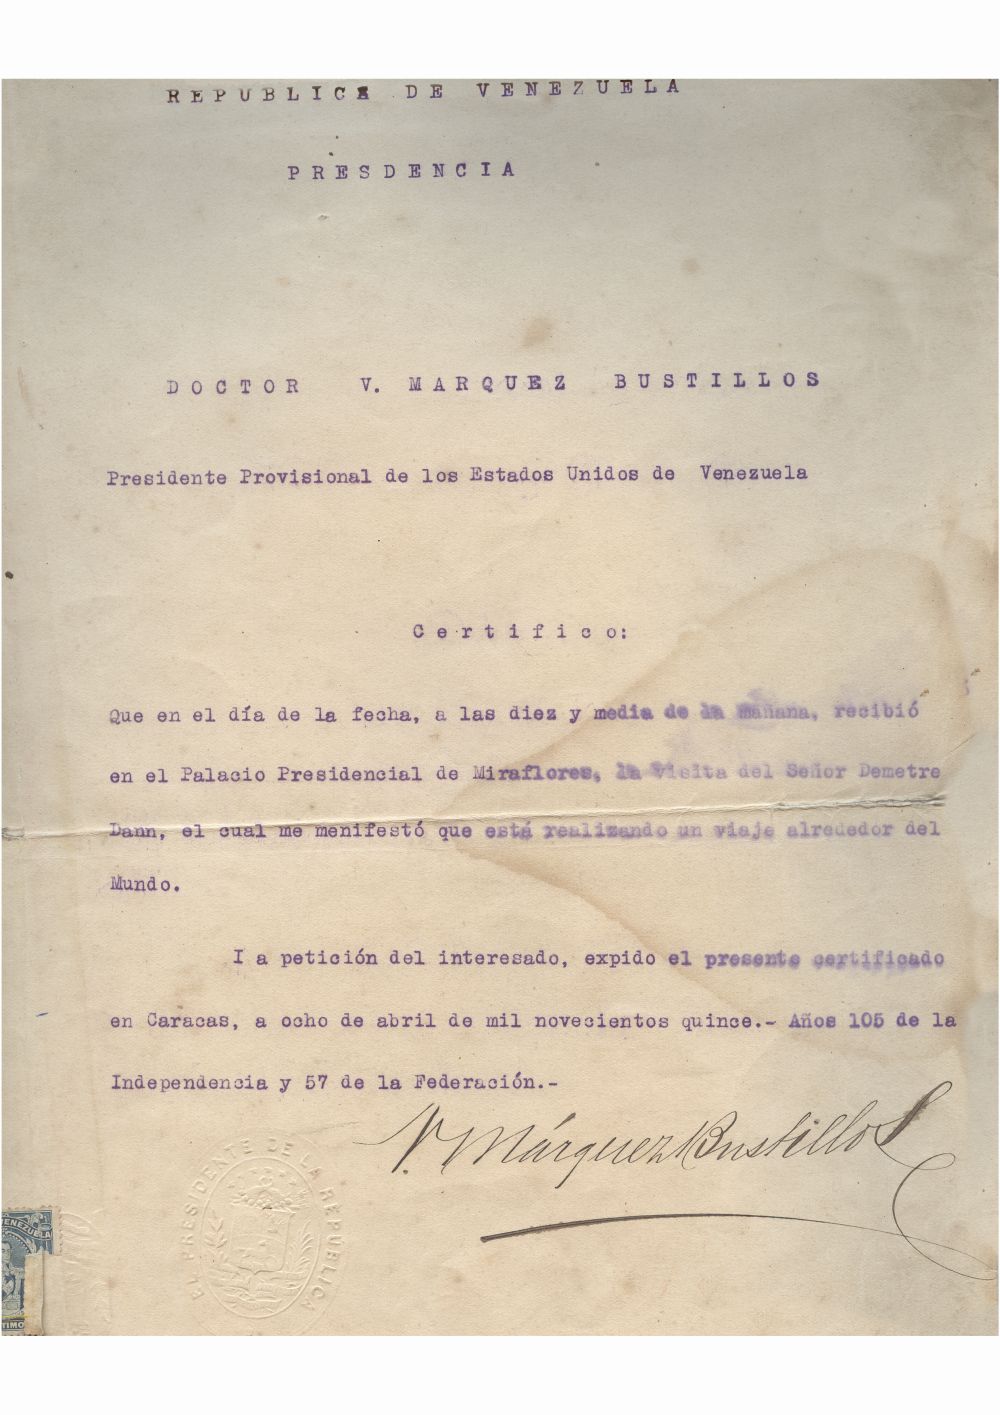 REPUBLICA DE VENEZUELA
PRESDENCIA
DOCTOR V. MARQUEZ BUSTILLOS
Presidente Provisional de los Estados Unidos de Venezuela
Certifico:
Que en el día de la fecha, a las diez y media de la mañana, recibió
en el Palacio Presidencial de Miraflores, la visita del Señor Demetre
Dann, el cual me menifestó que está realizando un viaje alrededor del
Mundo.
I a petición del interesado, expido el presente certificado
en Caracas, a ocho de abril de mil novecientos quince.- Años 105 de la
Independencia y 57 de la Federación.-
V. Márquez Bustillos
EL PRESIDENTE DE LA REPUBLICA
VENEZUELA
TIMO